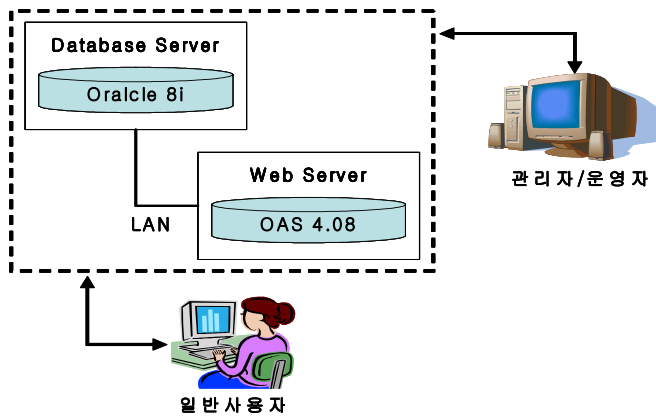 Database Server
Oralcle 8i
Web Server
OAS 4.08
LAN
관리자/운영자
일반사용자